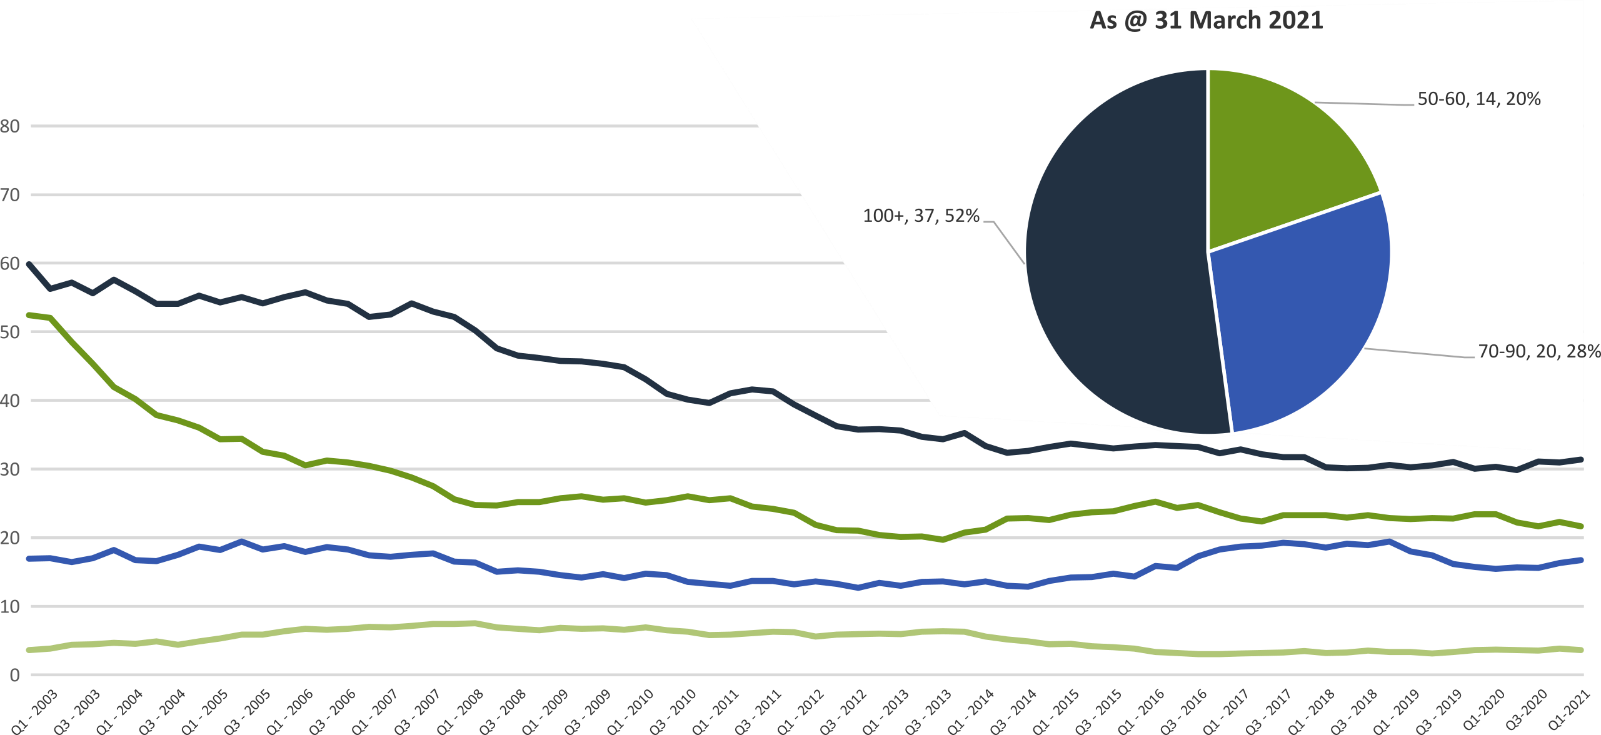 As @ 31 March 2021
50-60, 14, 20%
100+, 37, 52%
70-90, 20, 28%
80
70
60
50
40
30
20
10
0
Q1 - 2003
Q3 - 2003
Q1 - 2004
Q3 - 2004
Q1 - 2005
Q3 - 2005
Q1 - 2006
Q3 - 2006
Q1 - 2007
Q3 - 2007
Q1 - 2008
Q3 - 2008
Q1 - 2009
Q3 - 2009
Q1 - 2010
Q3 - 2010
Q1 - 2011
Q3 - 2011
Q1 - 2012
Q3 - 2012
Q1 - 2013
Q3 - 2013
Q1 - 2014
Q3 - 2014
Q1 - 2015
Q3 - 2015
Q1 - 2016
Q3 - 2016
Q1 - 2017
Q3 - 2017
Q1 - 2018
Q3 - 2018
Q1 - 2019
Q3 - 2019
Q1-2020
Q3-2020
Q1-2021